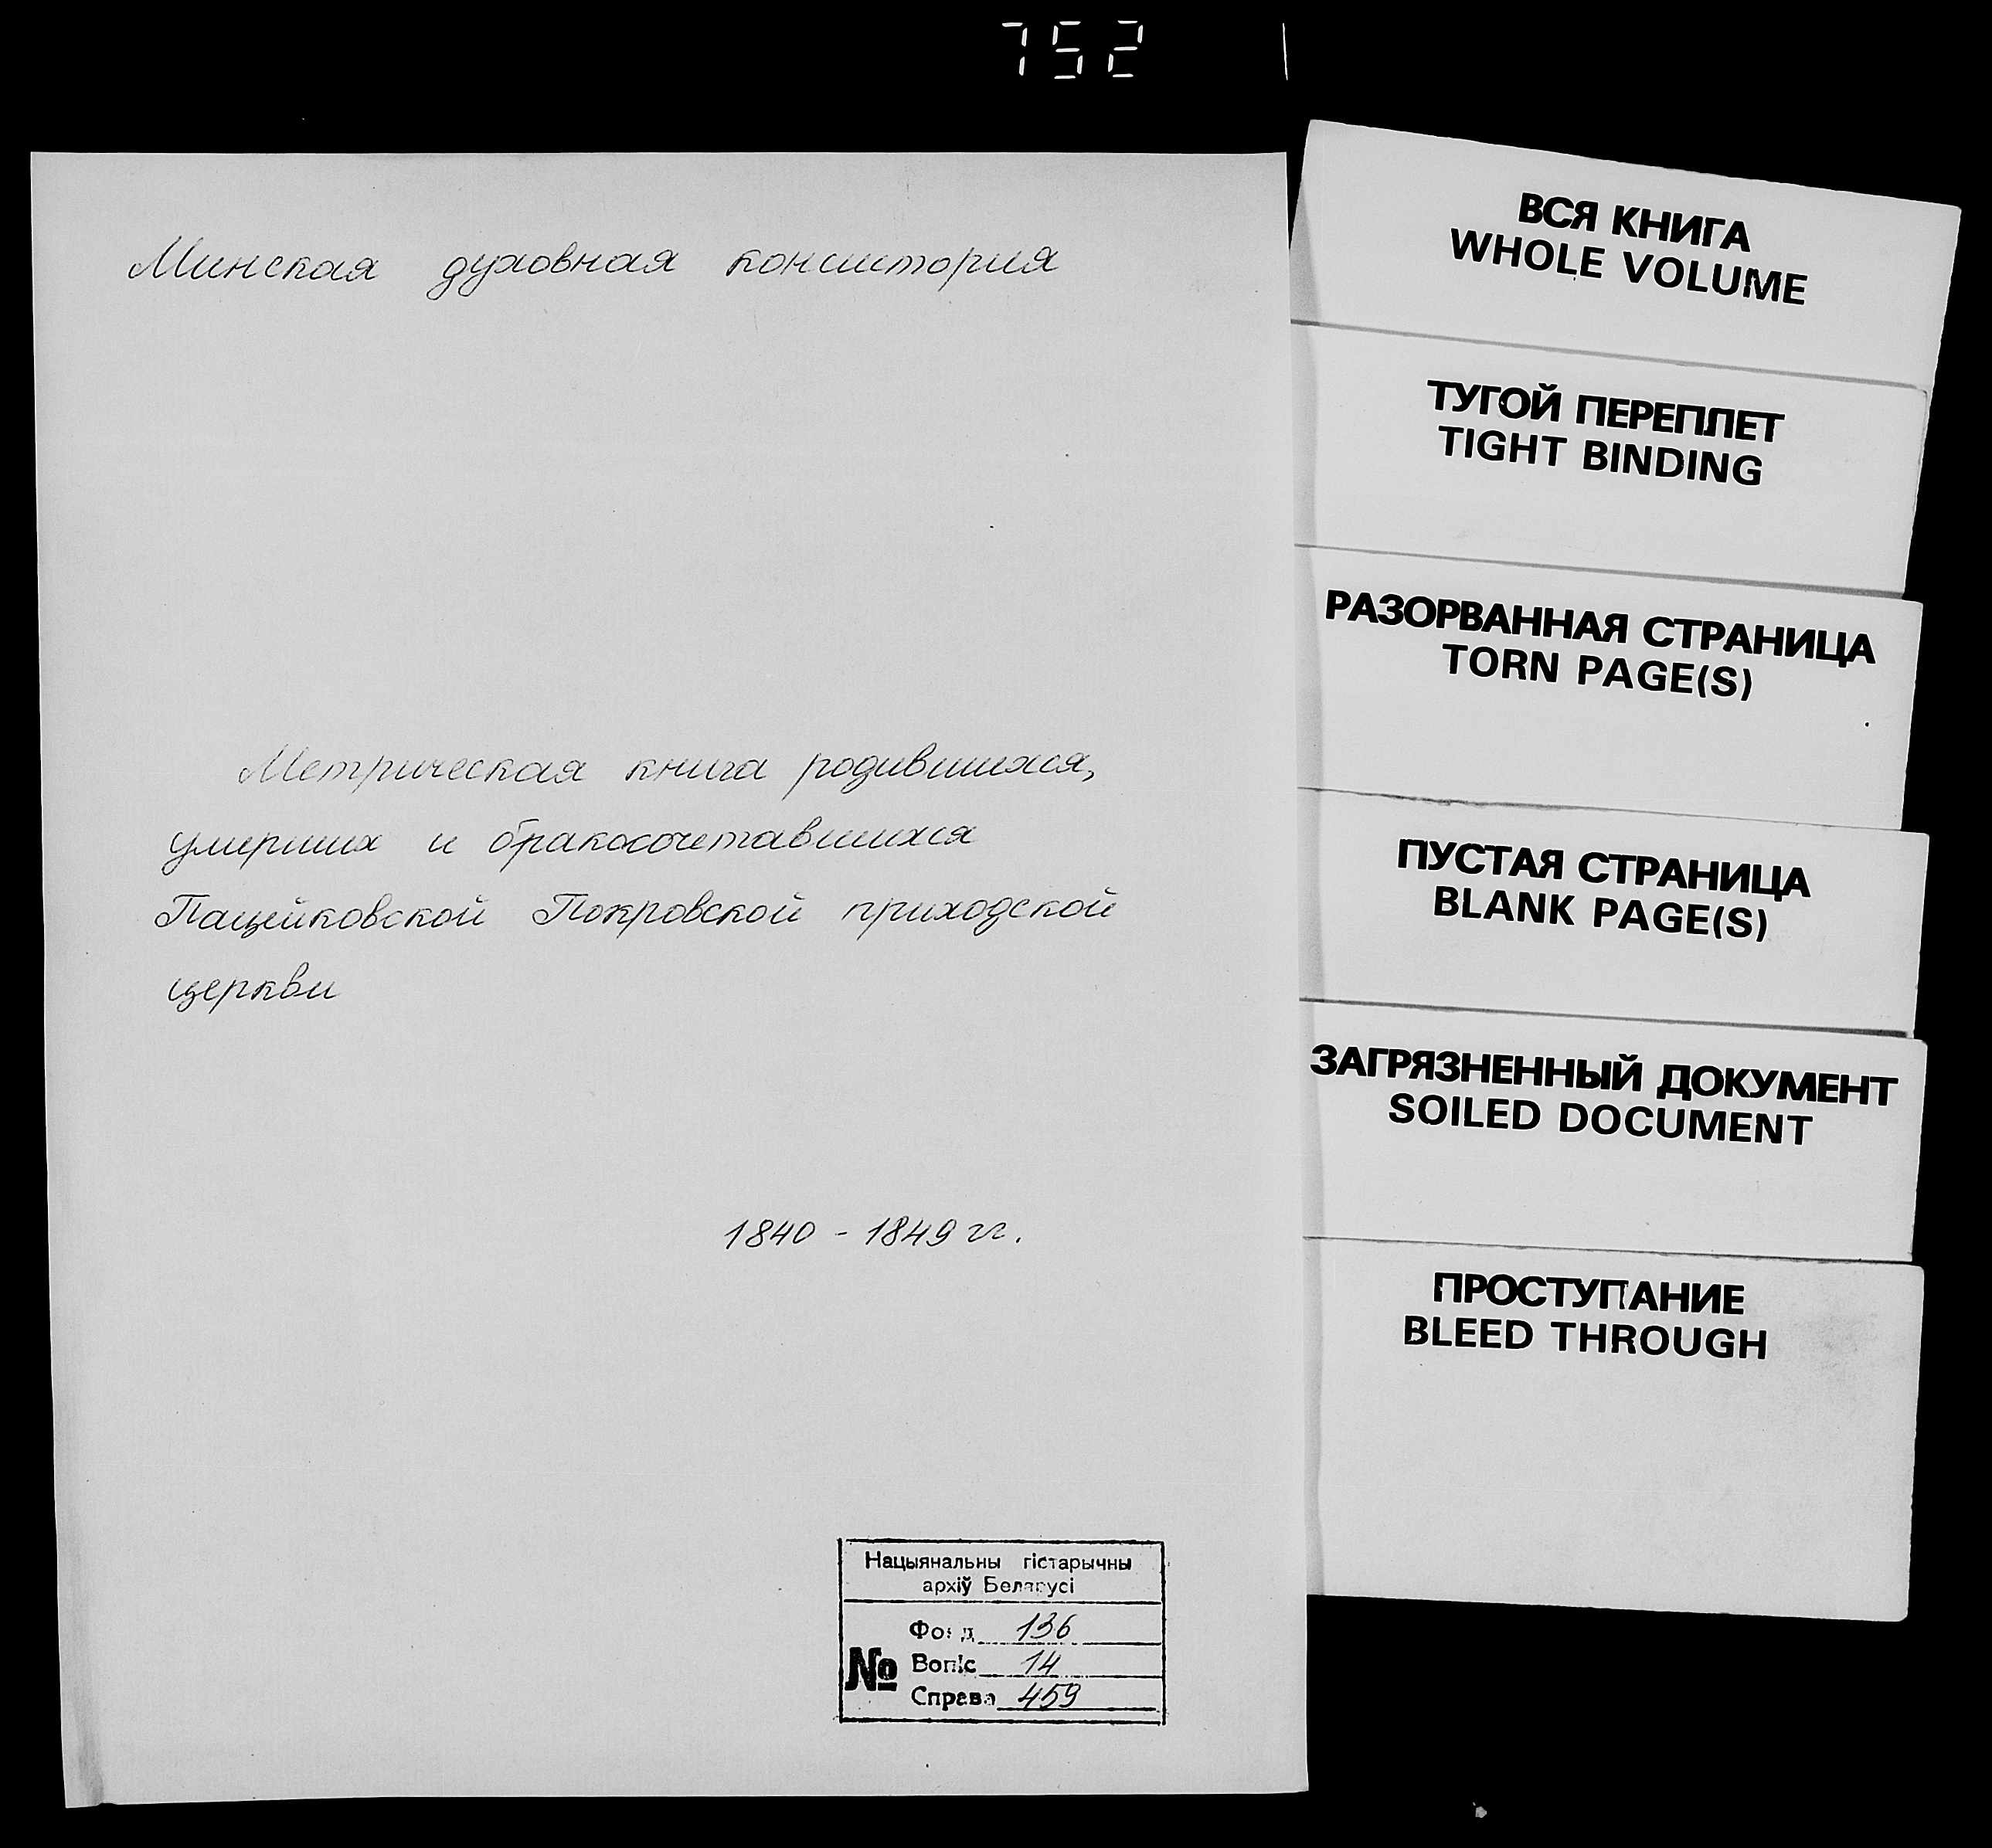 752
Минская духовная консистория
Метрическая книга родившихся,
умерших и бракосочетавшихся
Пацейковской Покровской приходской
церкви
1840 - 1849 гг.
Нацыянальны гістарычны
архіў Беларусі
Фонд 136
№ Вопіс 14
Справа 459
ВСЯ КНИГА
WHOLE VOLUME
ТУГОЙ ПЕРЕПЛЕТ
TIGHT BINDING
РАЗОРВАННАЯ СТРАНИЦА
TORN PAGE(S)
ПУСТАЯ СТРАНИЦА
BLANK PAGE(S)
ЗАГРЯЗНЕННЫЙ ДОКУМЕНТ
SOILED DOCUMENT
ПРОСТУПАНИЕ
BLEED THROUGH